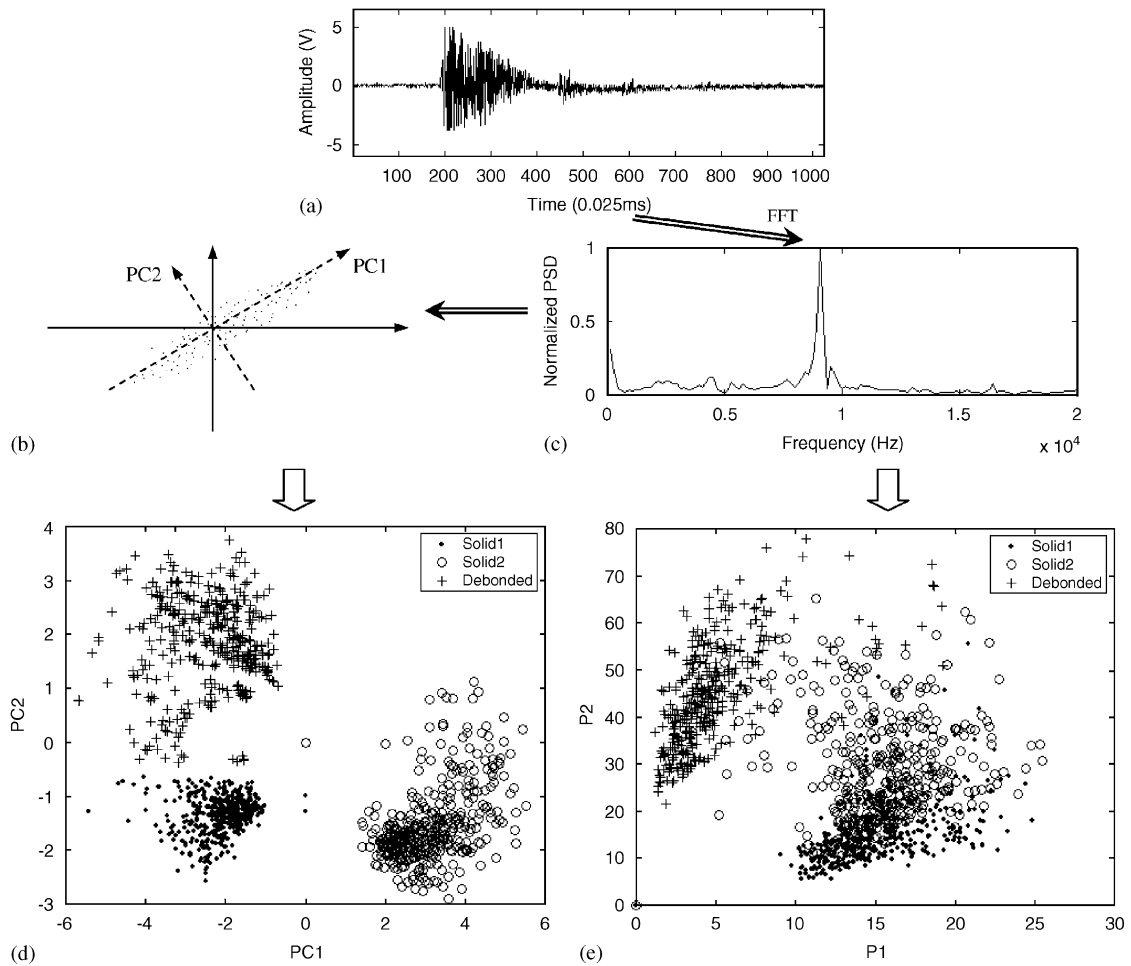 Amplitude (V)
5
0
-5
100 200 300 400 500 600 700 800 900 1000
Time (0.025ms)
(a)
FFT
PC2
PC1
(b)
Normalized PSD
1
0.5
0
0 0.5 1 1.5 2
Frequency (Hz)
x 10^4
(c)
PC2
4
3
2
1
0
-1
-2
-3
-6 -4 -2 0 2 4 6
PC1
Solid1
Solid2
Debonded
(d)
P2
80
70
60
50
40
30
20
10
0
0 5 10 15 20 25 30
P1
Solid1
Solid2
Debonded
(e)